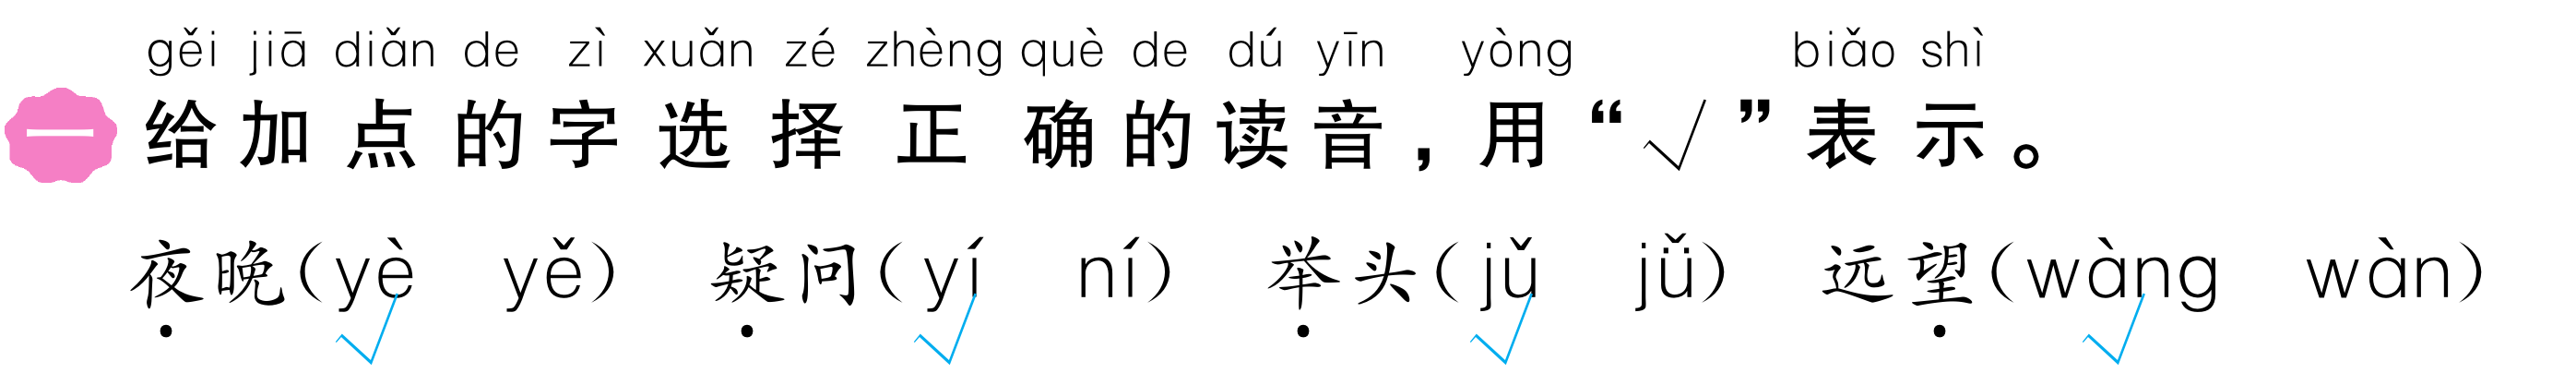 gěi jiā diǎn de zì xuǎn zé zhèng què de dú yīn yòng biǎo shì
一 给加点的字选择正确的读音，用“√”表示。
夜晚（yè√ yě） 疑问（yí√ ní） 举头（jǔ√ jǚ） 远望（wàng√ wàn）